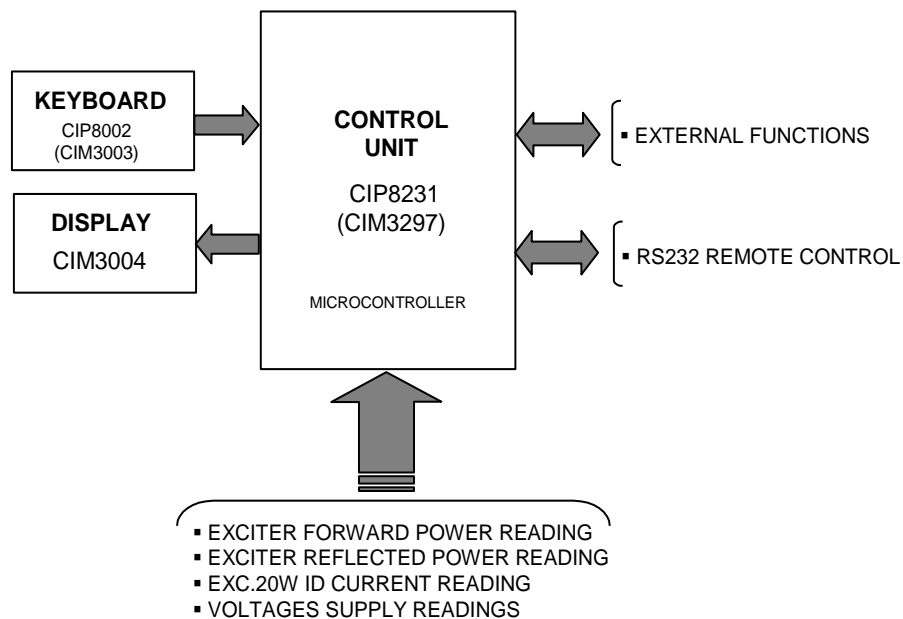 KEYBOARD
CIP8002
(CIM3003)
DISPLAY
CIM3004
CONTROL
UNIT
CIP8231
(CIM3297)
MICROCONTROLLER
▪ EXTERNAL FUNCTIONS
▪ RS232 REMOTE CONTROL
▪ EXCITER FORWARD POWER READING
▪ EXCITER REFLECTED POWER READING
▪ EXC.20W ID CURRENT READING
▪ VOLTAGES SUPPLY READINGS